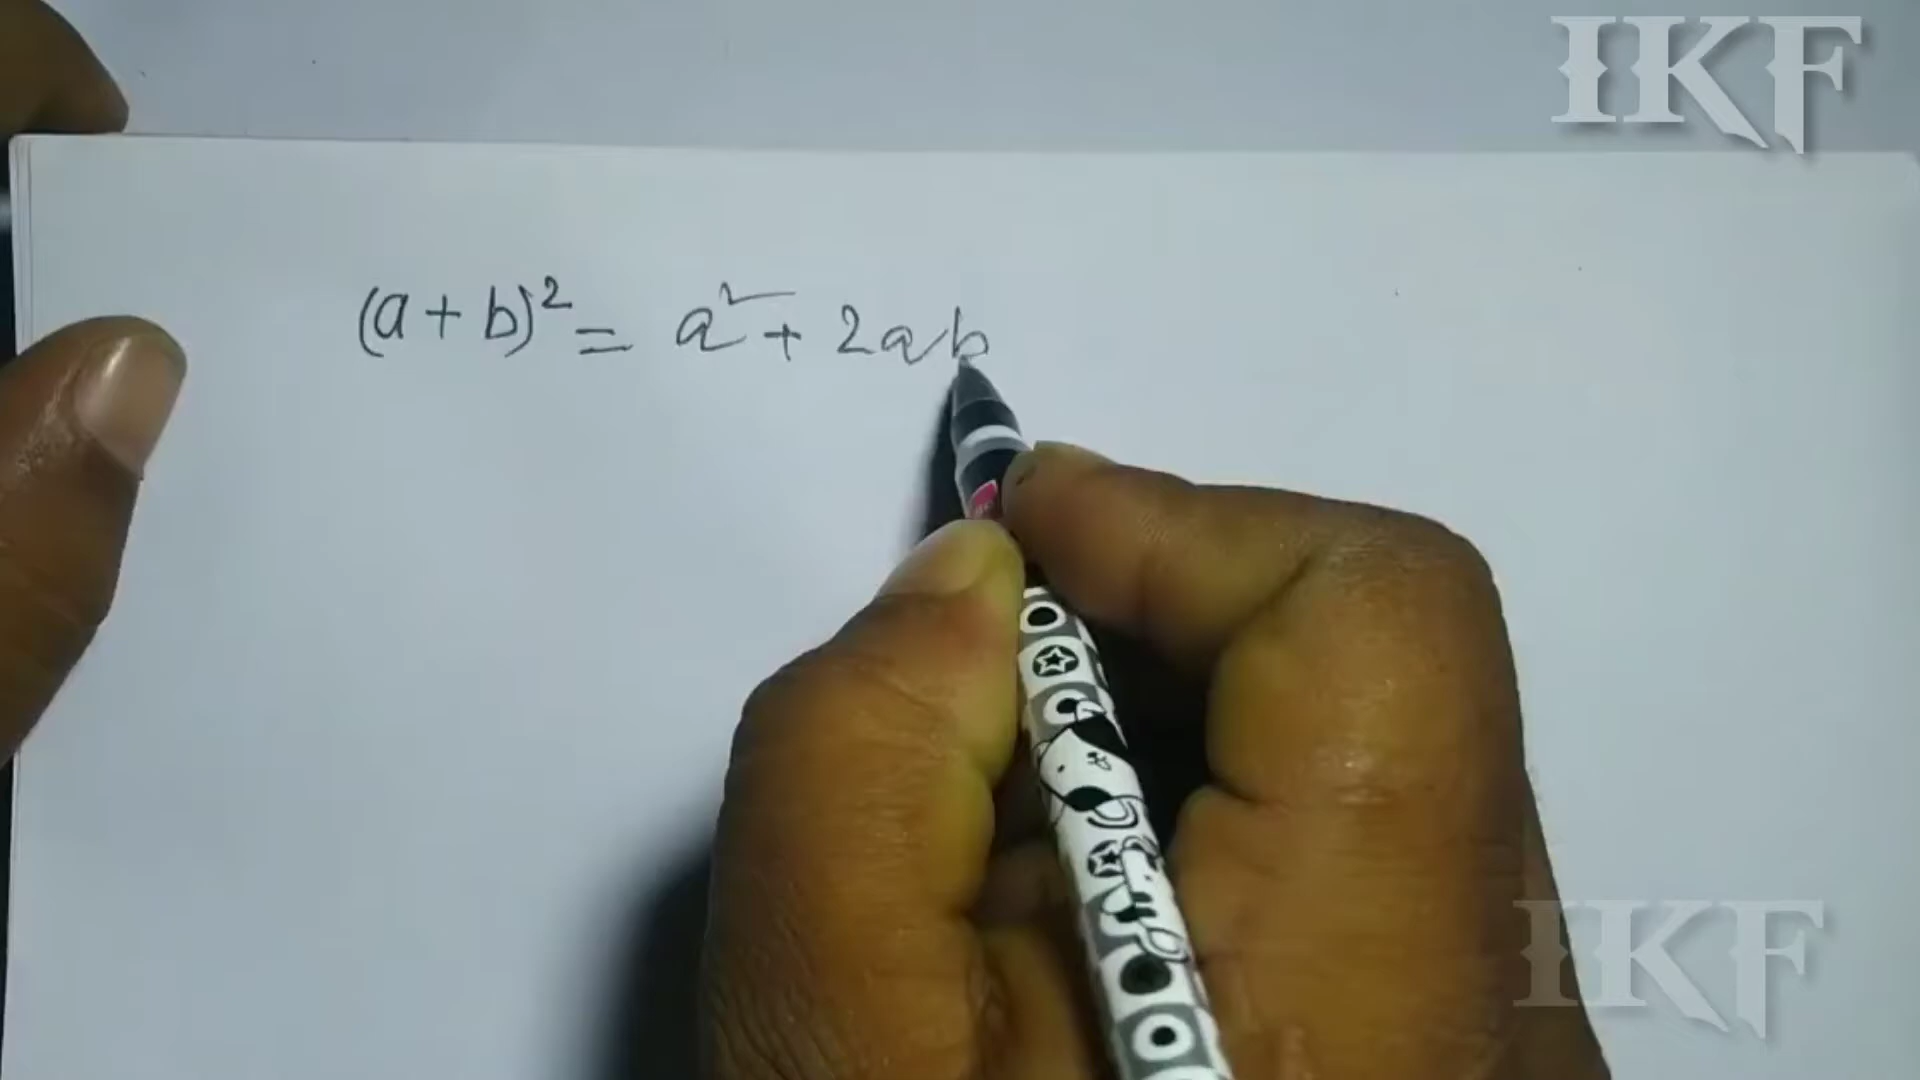 IKF
(a+b)² = a² + 2ab
IKF